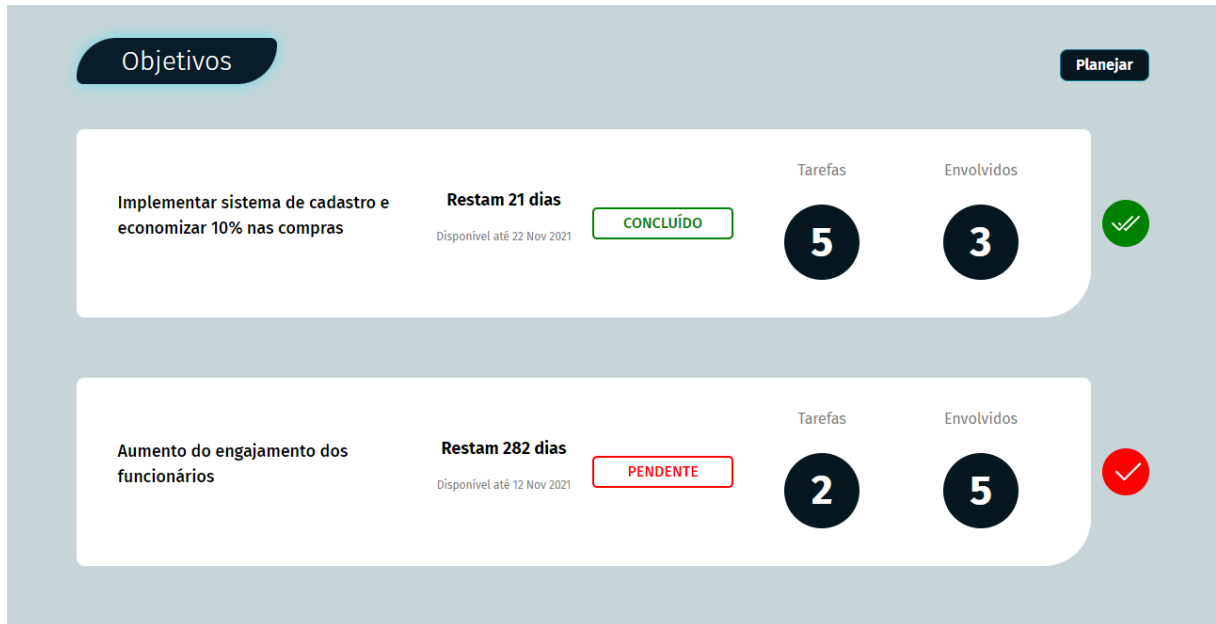 Objetivos
Planejar
Tarefas
Envolvidos
Implementar sistema de cadastro e
economizar 10% nas compras
Restam 21 dias
Disponível até 22 Nov 2021
CONCLUÍDO
5
3
Tarefas
Envolvidos
Aumento do engajamento dos
funcionários
Restam 282 dias
Disponível até 12 Nov 2021
PENDENTE
2
5